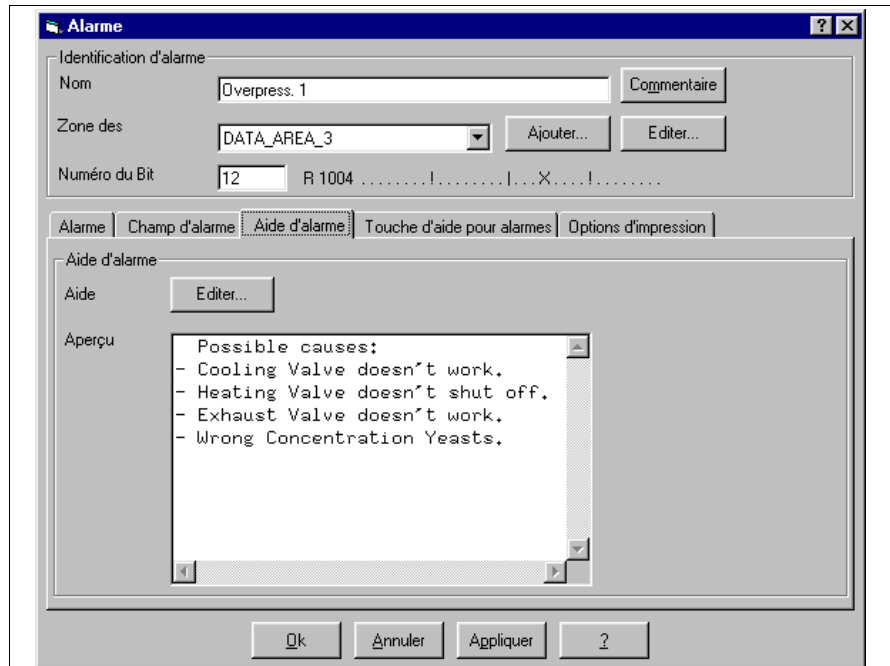 Alarme
Identification d'alarme
Nom Overpress. 1 Commentaire
Zone des DATA_AREA_3 Ajouter... Editer...
Numéro du Bit 12 R 1004 ........!........|...X....!........
Alarme Champ d'alarme Aide d'alarme Touche d'aide pour alarmes Options d'impression
Aide d'alarme
Aide Editer...
Aperçu
Possible causes:
- Cooling Valve doesn't work.
- Heating Valve doesn't shut off.
- Exhaust Valve doesn't work.
- Wrong Concentration Yeasts.
Ok Annuler Appliquer ?